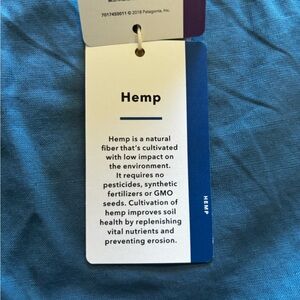 7017450011 © 2018 Patagonia, Inc.
Hemp
Hemp is a natural
fiber that's cultivated
with low impact on
the environment.
It requires no
pesticides, synthetic
fertilizers or GMO
seeds. Cultivation of
hemp improves soil
health by replenishing
vital nutrients and
preventing erosion.
HEMP